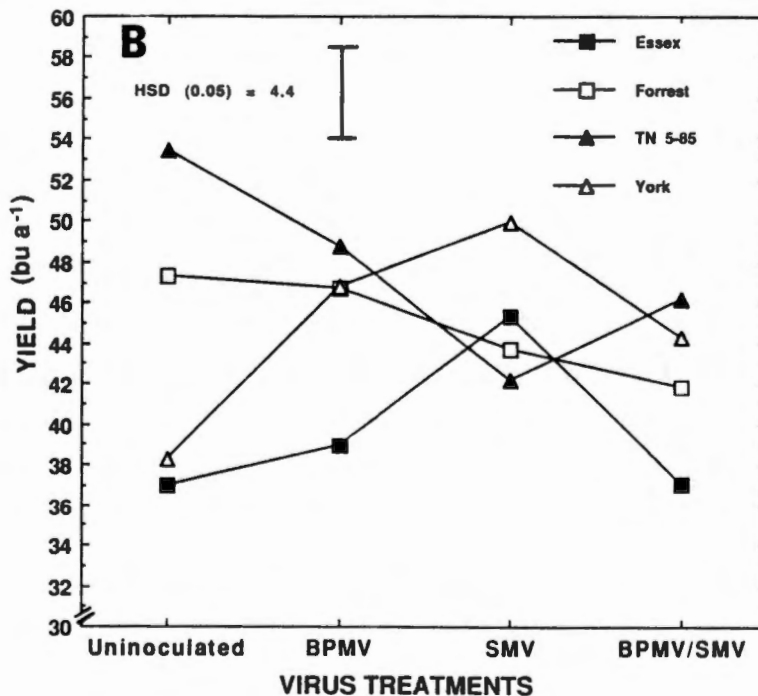 B
HSD (0.05) = 4.4
Essex
Forrest
TN 5-85
York
YIELD (bu a⁻¹)
60
58
56
54
52
50
48
46
44
42
40
38
36
34
32
30
Uninoculated BPMV SMV BPMV/SMV
VIRUS TREATMENTS